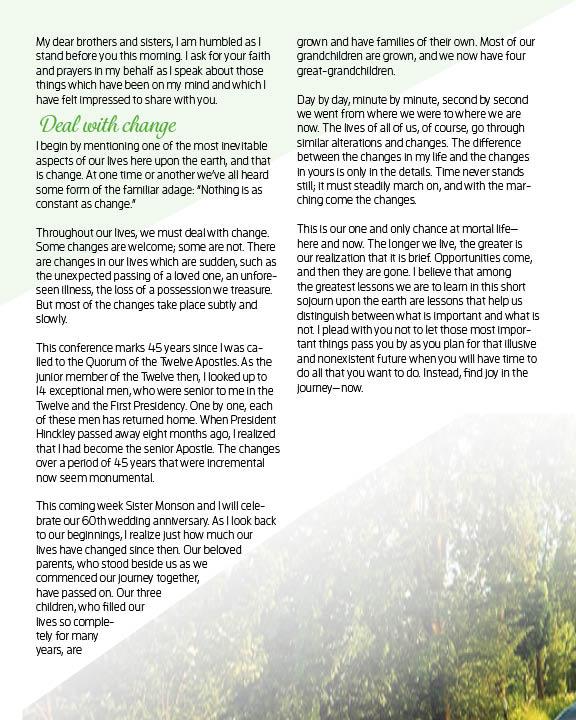 My dear brothers and sisters, I am humbled as I
stand before you this morning. I ask for your faith
and prayers in my behalf as I speak about those
things which have been on my mind and which I
have felt impressed to share with you.
Deal with change
I begin by mentioning one of the most inevitable
aspects of our lives here upon the earth, and that
is change. At one time or another we've all heard
some form of the familiar adage: "Nothing is as
constant as change."
Throughout our lives, we must deal with change.
Some changes are welcome; some are not. There
are changes in our lives which are sudden, such as
the unexpected passing of a loved one, an unfore-
seen illness, the loss of a possession we treasure.
But most of the changes take place subtly and
slowly.
This conference marks 45 years since I was ca-
lled to the Quorum of the Twelve Apostles. As the
junior member of the Twelve then, I looked up to
14 exceptional men, who were senior to me in the
Twelve and the First Presidency. One by one, each
of these men has returned home. When President
Hinckley passed away eight months ago, I realized
that I had become the senior Apostle. The changes
over a period of 45 years that were incremental
now seem monumental.
This coming week Sister Monson and I will cele-
brate our 60th wedding anniversary. As I look back
to our beginnings, I realize just how much our
lives have changed since then. Our beloved
parents, who stood beside us as we
commenced our journey together,
have passed on. Our three
children, who filled our
lives so comple-
tely for many
years, are
grown and have families of their own. Most of our
grandchildren are grown, and we now have four
great-grandchildren.
Day by day, minute by minute, second by second
we went from where we were to where we are
now. The lives of all of us, of course, go through
similar alterations and changes. The difference
between the changes in my life and the changes
in yours is only in the details. Time never stands
still; it must steadily march on, and with the mar-
ching come the changes.
This is our one and only chance at mortal life—
here and now. The longer we live, the greater is
our realization that it is brief. Opportunities come,
and then they are gone. I believe that among
the greatest lessons we are to learn in this short
sojourn upon the earth are lessons that help us
distinguish between what is important and what is
not. I plead with you not to let those most impor-
tant things pass you by as you plan for that illusive
and nonexistent future when you will have time to
do all that you want to do. Instead, find joy in the
journey—now.